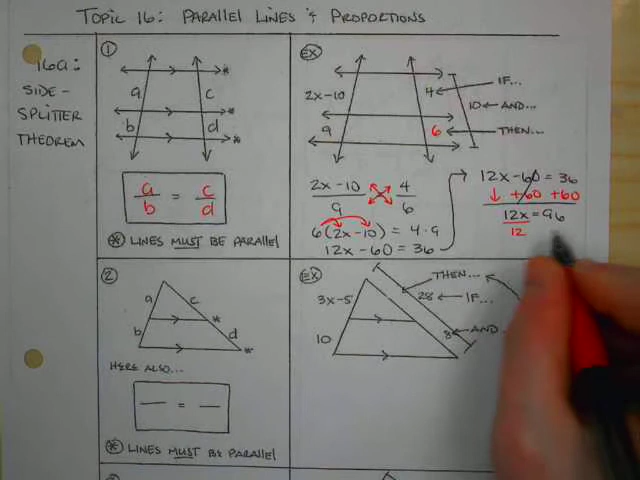 TOPIC 16: PARALLEL LINES & PROPORTIONS
16a:
SIDE-
SPLITTER
THEOREM
①
a c
b d
*
*
*
a/b = c/d
* LINES MUST BE PARALLEL
EX
2x-10 4 IF...
10 AND...
9 6 THEN...
2x-10 4
9 6
6(2x-10) = 4·9
12x-60 = 36
12x-60 = 36
↓ +60 +60
12x = 96
12
②
a c
b d
*
*
HERE ALSO...
— = —
* LINES MUST BE PARALLEL
EX
THEN...
3x-5 28 IF...
10 8 AND